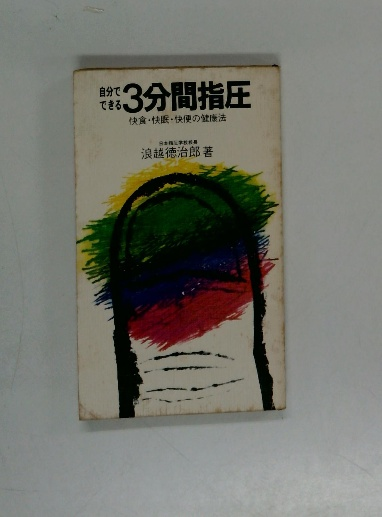 自分で
できる
3分間指圧
快食・快眠・快便の健康法
日本指圧学校校長
浪越徳治郎著